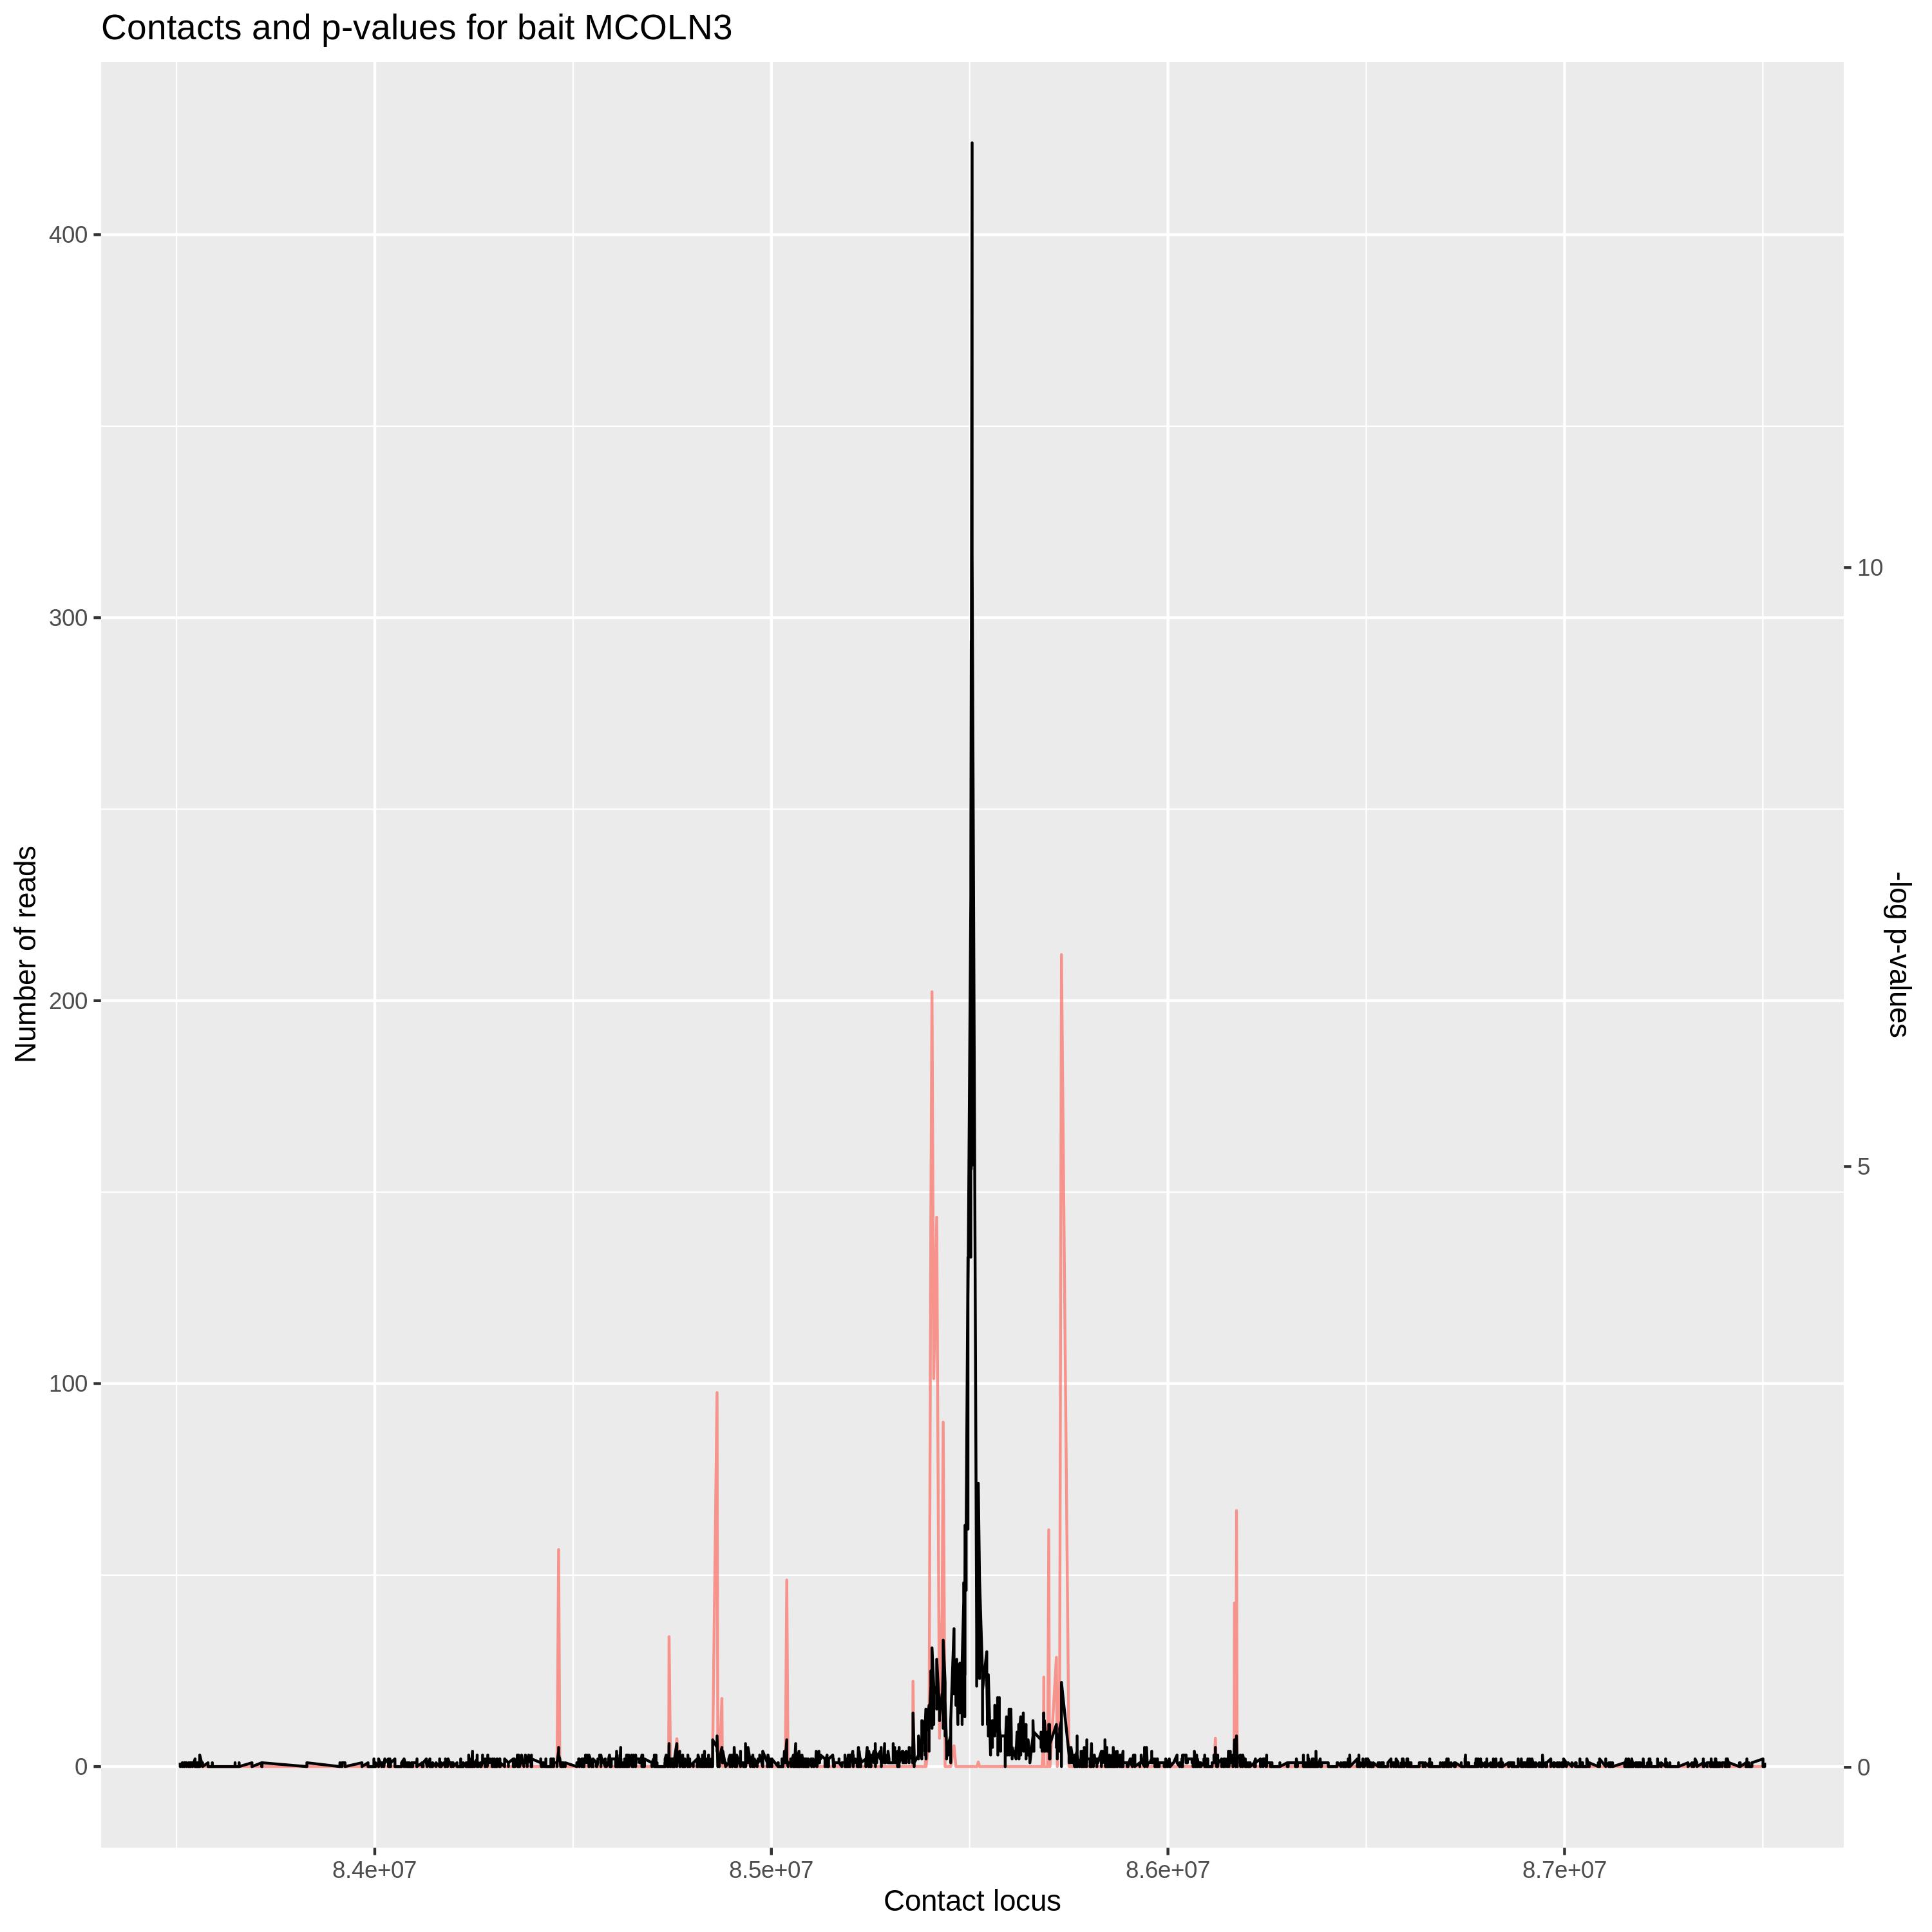 Contacts and p-values for bait MCOLN3
400
300
200
100
0
Number of reads
10
5
0
-log p-values
8.4e+07
8.5e+07
8.6e+07
8.7e+07
Contact locus